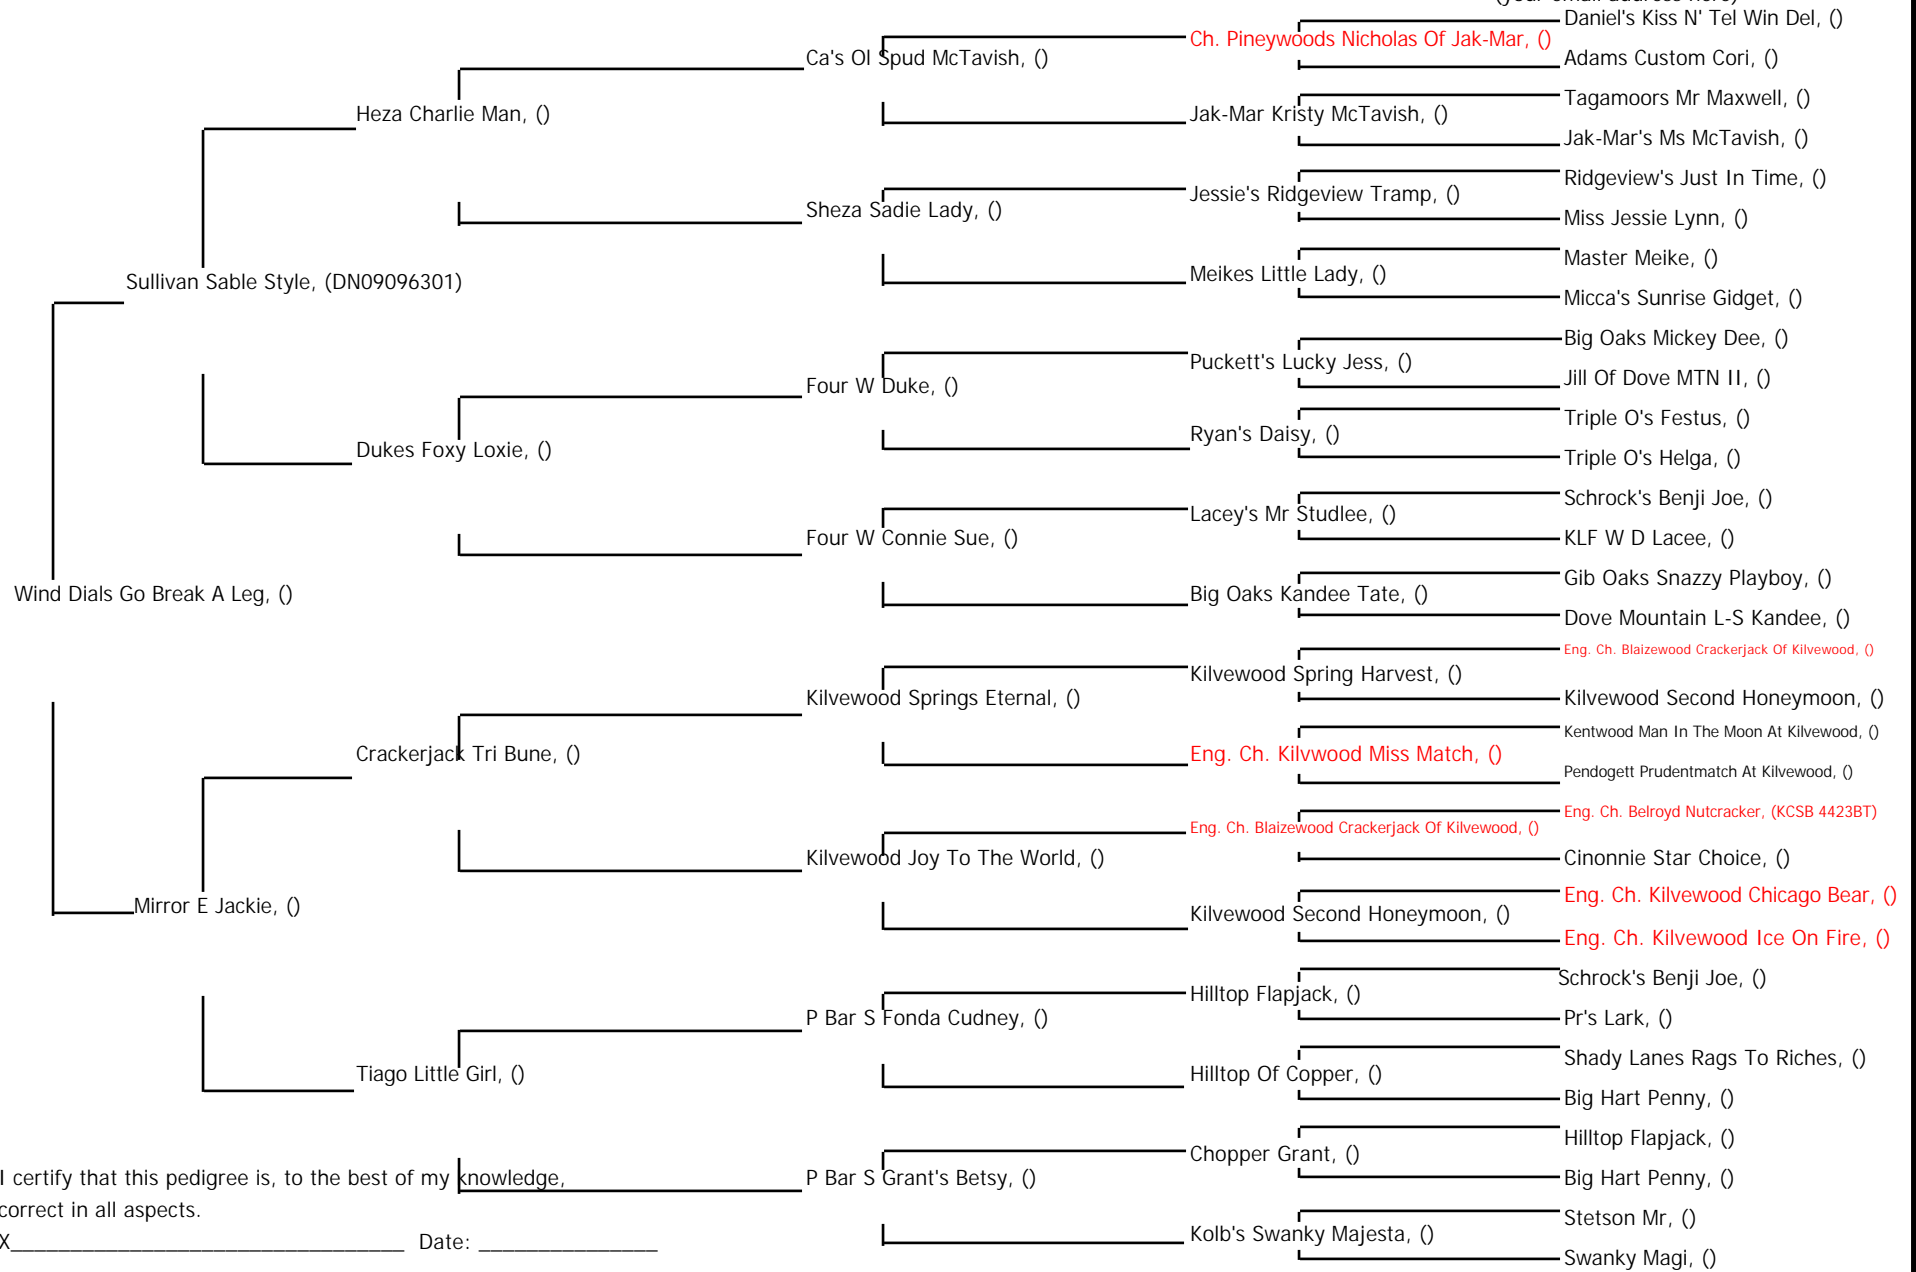 Daniel's Kiss N' Tel Win Del, ()
Ch. Pineywoods Nicholas Of Jak-Mar, ()
Ca's Ol Spud McTavish, ()
Adams Custom Cori, ()
Tagamoors Mr Maxwell, ()
Heza Charlie Man, ()
Jak-Mar Kristy McTavish, ()
Jak-Mar's Ms McTavish, ()
Ridgeview's Just In Time, ()
Jessie's Ridgeview Tramp, ()
Sheza Sadie Lady, ()
Miss Jessie Lynn, ()
Master Meike, ()
Meikes Little Lady, ()
Sullivan Sable Style, (DN09096301)
Micca's Sunrise Gidget, ()
Big Oaks Mickey Dee, ()
Puckett's Lucky Jess, ()
Four W Duke, ()
Jill Of Dove MTN II, ()
Triple O's Festus, ()
Ryan's Daisy, ()
Dukes Foxy Loxie, ()
Triple O's Helga, ()
Schrock's Benji Joe, ()
Lacey's Mr Studlee, ()
Four W Connie Sue, ()
KLF W D Lacee, ()
Gib Oaks Snazzy Playboy, ()
Wind Dials Go Break A Leg, ()
Big Oaks Kandee Tate, ()
Dove Mountain L-S Kandee, ()
Eng. Ch. Blaizewood Crackerjack Of Kilvewood, ()
Kilvewood Spring Harvest, ()
Kilvewood Springs Eternal, ()
Kilvewood Second Honeymoon, ()
Kentwood Man In The Moon At Kilvewood, ()
Crackerjack Tri Bune, ()
Eng. Ch. Kilvwood Miss Match, ()
Pendogett Prudentmatch At Kilvewood, ()
Eng. Ch. Belroyd Nutcracker, (KCSB 4423BT)
Eng. Ch. Blaizewood Crackerjack Of Kilvewood, ()
Kilvewood Joy To The World, ()
Cinonnie Star Choice, ()
Eng. Ch. Kilvewood Chicago Bear, ()
Mirror E Jackie, ()
Kilvewood Second Honeymoon, ()
Eng. Ch. Kilvewood Ice On Fire, ()
Schrock's Benji Joe, ()
Hilltop Flapjack, ()
P Bar S Fonda Cudney, ()
Pr's Lark, ()
Shady Lanes Rags To Riches, ()
Tiago Little Girl, ()
Hilltop Of Copper, ()
Big Hart Penny, ()
Hilltop Flapjack, ()
Chopper Grant, ()
I certify that this pedigree is, to the best of my knowledge,
P Bar S Grant's Betsy, ()
Big Hart Penny, ()
correct in all aspects.
Stetson Mr, ()
Kolb's Swanky Majesta, ()
X_________________________________ Date: _______________
Swanky Magi, ()